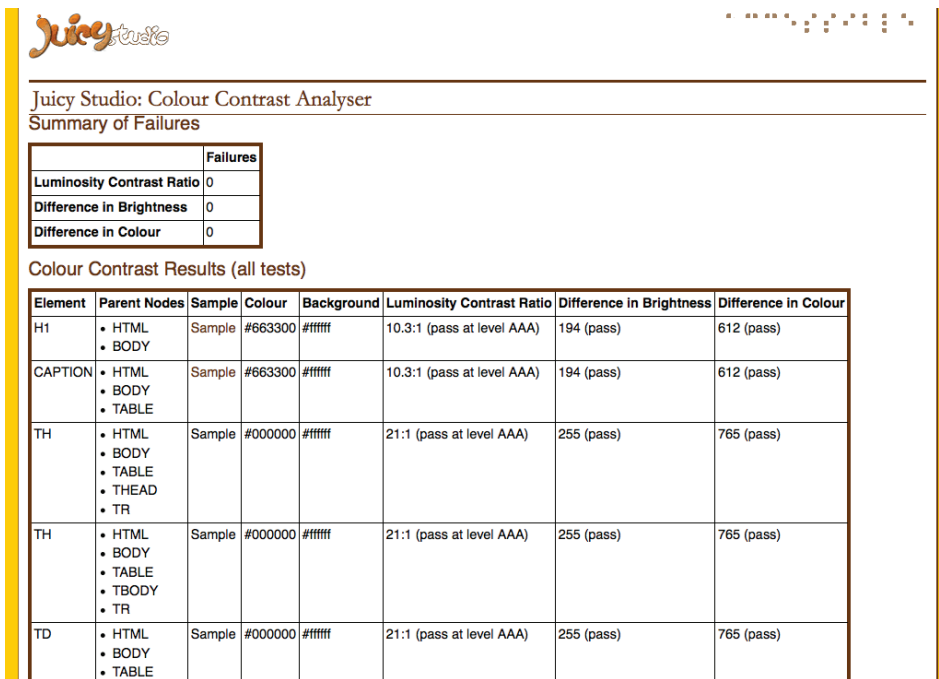 Juicy Studio
Juicy Studio: Colour Contrast Analyser
Summary of Failures
Failures
Luminosity Contrast Ratio 0
Difference in Brightness 0
Difference in Colour 0
Colour Contrast Results (all tests)
Element Parent Nodes Sample Colour Background Luminosity Contrast Ratio Difference in Brightness Difference in Colour
H1 • HTML Sample #663300 #ffffff 10.3:1 (pass at level AAA) 194 (pass) 612 (pass)
• BODY
CAPTION • HTML Sample #663300 #ffffff 10.3:1 (pass at level AAA) 194 (pass) 612 (pass)
• BODY
• TABLE
TH • HTML Sample #000000 #ffffff 21:1 (pass at level AAA) 255 (pass) 765 (pass)
• BODY
• TABLE
• THEAD
• TR
TH • HTML Sample #000000 #ffffff 21:1 (pass at level AAA) 255 (pass) 765 (pass)
• BODY
• TABLE
• TBODY
• TR
TD • HTML Sample #000000 #ffffff 21:1 (pass at level AAA) 255 (pass) 765 (pass)
• BODY
• TABLE